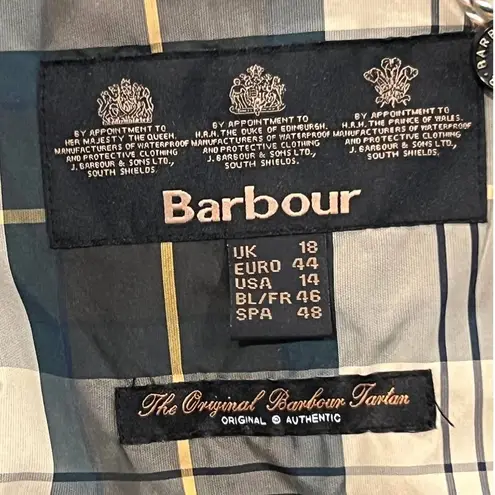 BY APPOINTMENT TO
HER MAJESTY THE QUEEN,
MANUFACTURERS OF WATERPROOF
AND PROTECTIVE CLOTHING
J. BARBOUR & SONS LTD.,
SOUTH SHIELDS.
BY APPOINTMENT TO
H.R.H. THE DUKE OF EDINBURGH,
MANUFACTURERS OF WATERPROOF
AND PROTECTIVE CLOTHING
J. BARBOUR & SONS LTD.,
SOUTH SHIELDS.
BY APPOINTMENT TO
H.R.H. THE PRINCE OF WALES.
MANUFACTURERS OF WATERPROOF
AND PROTECTIVE CLOTHING
J. BARBOUR & SONS LTD.,
SOUTH SHIELDS.
Barbour
UK 18
EURO 44
USA 14
BL/FR 46
SPA 48
The Original Barbour Tartan
ORIGINAL & AUTHENTIC
BARB